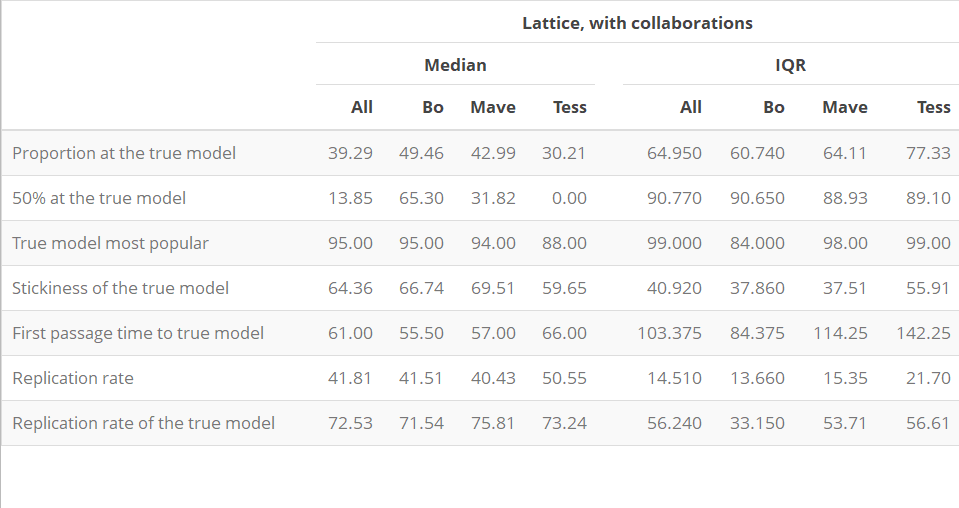 Lattice, with collaborations
Median IQR
All Bo Mave Tess All Bo Mave Tess
Proportion at the true model 39.29 49.46 42.99 30.21 64.950 60.740 64.11 77.33
50% at the true model 13.85 65.30 31.82 0.00 90.770 90.650 88.93 89.10
True model most popular 95.00 95.00 94.00 88.00 99.000 84.000 98.00 99.00
Stickiness of the true model 64.36 66.74 69.51 59.65 40.920 37.860 37.51 55.91
First passage time to true model 61.00 55.50 57.00 66.00 103.375 84.375 114.25 142.25
Replication rate 41.81 41.51 40.43 50.55 14.510 13.660 15.35 21.70
Replication rate of the true model 72.53 71.54 75.81 73.24 56.240 33.150 53.71 56.61